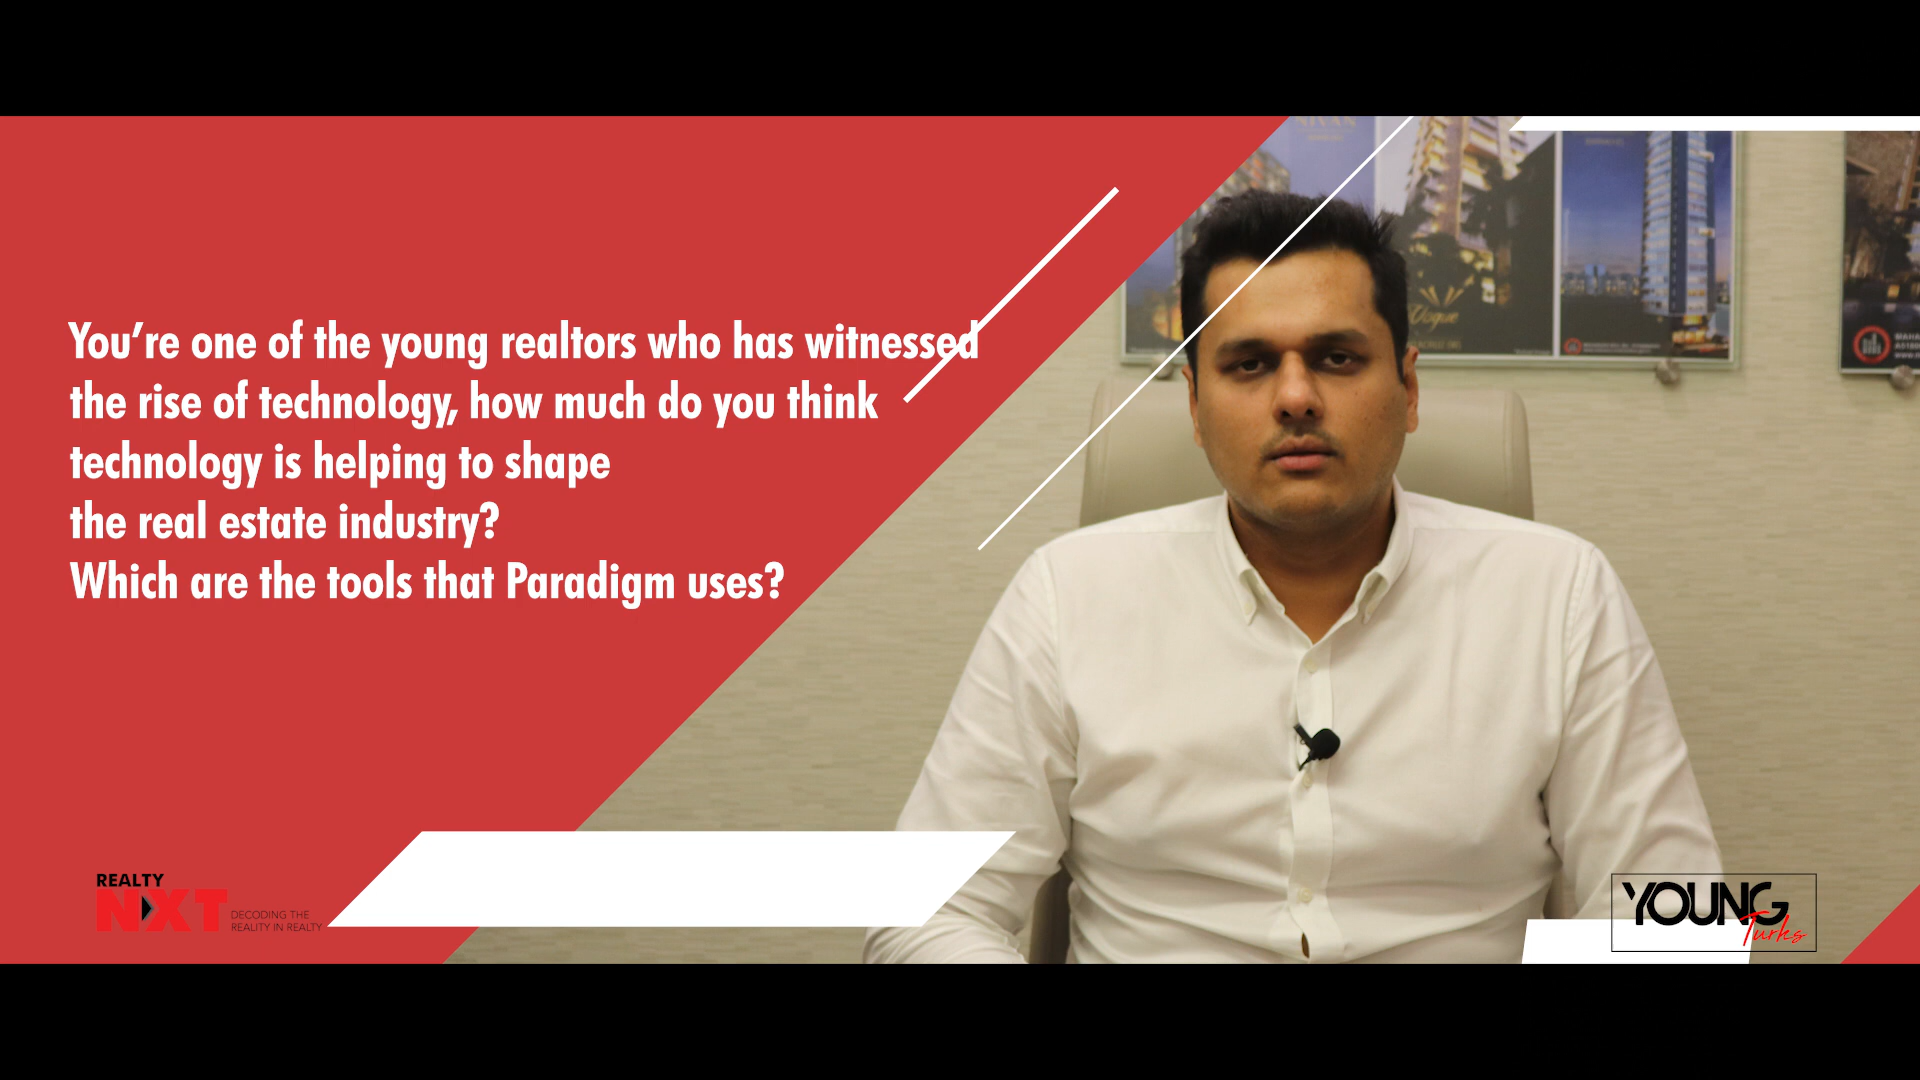 You’re one of the young realtors who has witnessed
the rise of technology, how much do you think
technology is helping to shape
the real estate industry?
Which are the tools that Paradigm uses?
REALTY
NXT
DECODING THE
REALITY IN REALTY
YOUNG
Turks
Vogue